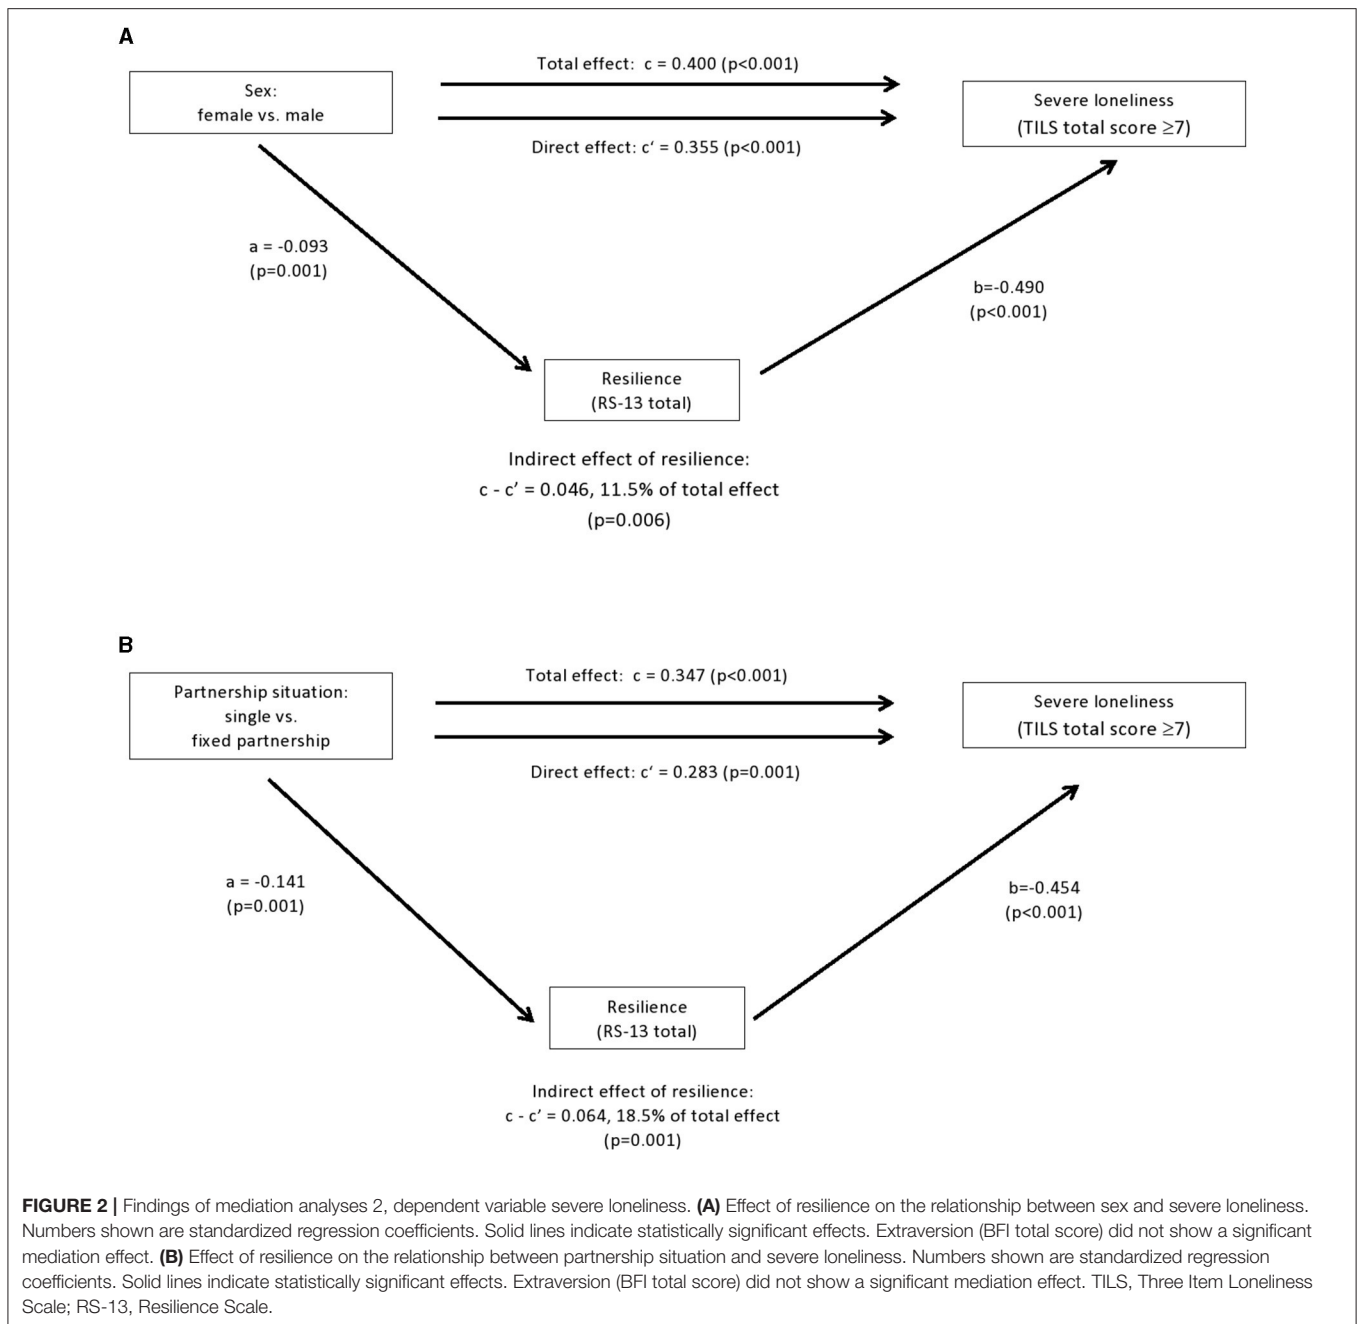 A
Total effect:  c = 0.400 (p<0.001)
Sex:
female vs. male
Severe loneliness
(TILS total score ≥7)
Direct effect: c‘ = 0.355 (p<0.001)
a = -0.093
(p=0.001)
b=-0.490
(p<0.001)
Resilience
(RS-13 total)
Indirect effect of resilience:
c - c’ = 0.046, 11.5% of total effect
(p=0.006)
B
Total effect:  c = 0.347 (p<0.001)
Partnership situation:
single vs.
fixed partnership
Severe loneliness
(TILS total score ≥7)
Direct effect: c‘ = 0.283 (p=0.001)
a = -0.141
(p=0.001)
b=-0.454
(p<0.001)
Resilience
(RS-13 total)
Indirect effect of resilience:
c - c’ = 0.064, 18.5% of total effect
(p=0.001)
FIGURE 2 | Findings of mediation analyses 2, dependent variable severe loneliness. (A) Effect of resilience on the relationship between sex and severe loneliness.
Numbers shown are standardized regression coefficients. Solid lines indicate statistically significant effects. Extraversion (BFI total score) did not show a significant
mediation effect. (B) Effect of resilience on the relationship between partnership situation and severe loneliness. Numbers shown are standardized regression
coefficients. Solid lines indicate statistically significant effects. Extraversion (BFI total score) did not show a significant mediation effect. TILS, Three Item Loneliness
Scale; RS-13, Resilience Scale.